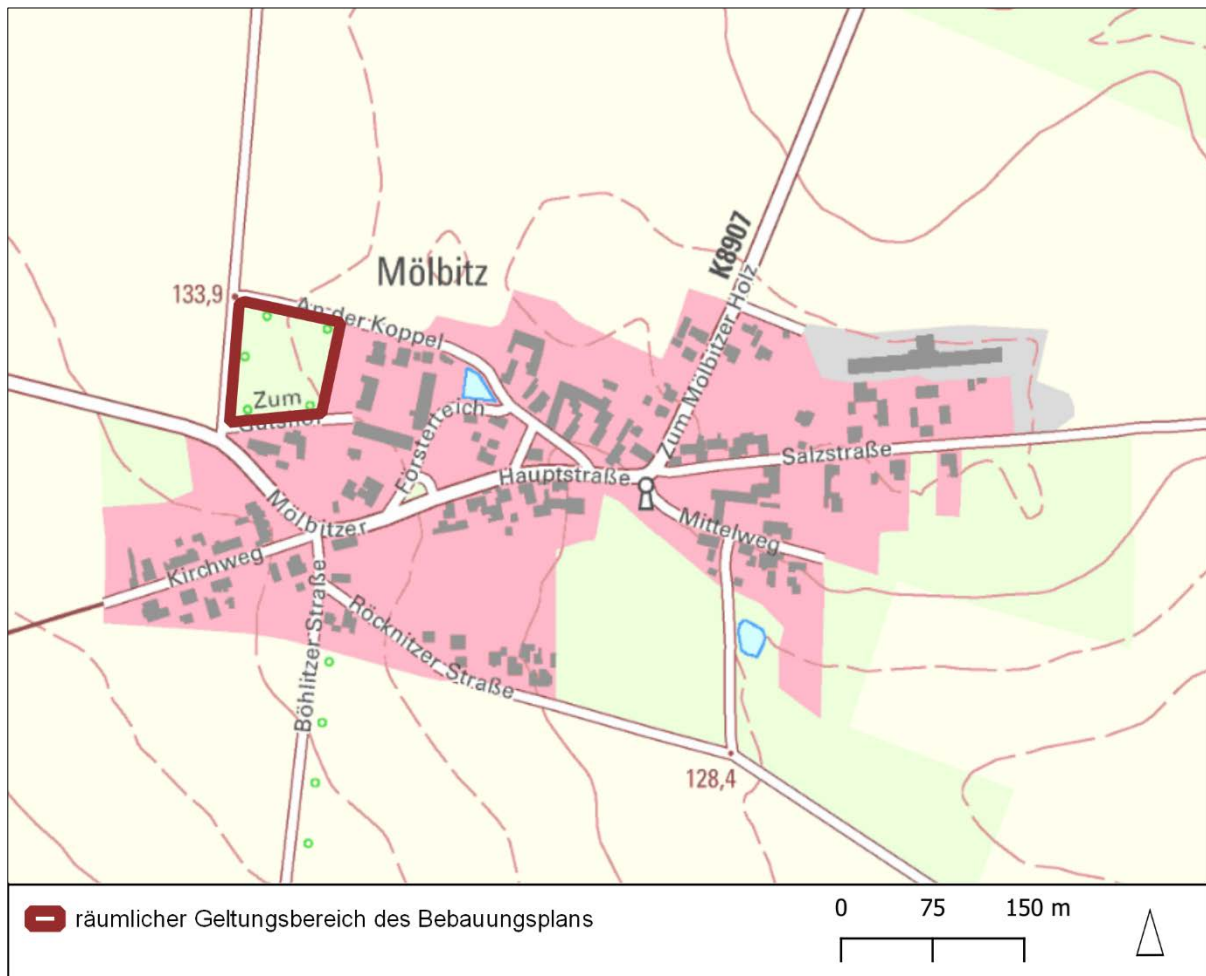 K8907
Mölbitz
133,9
An der Koppel
Zum Mölbitzer Holz
Zum
Gutshof
Försterteich
Salzstraße
Hauptstraße
Mölbitzer
Mittelweg
Kirchweg
Böhlitzer Straße
Röcknitzer Straße
128,4
räumlicher Geltungsbereich des Bebauungsplans
0 75 150 m